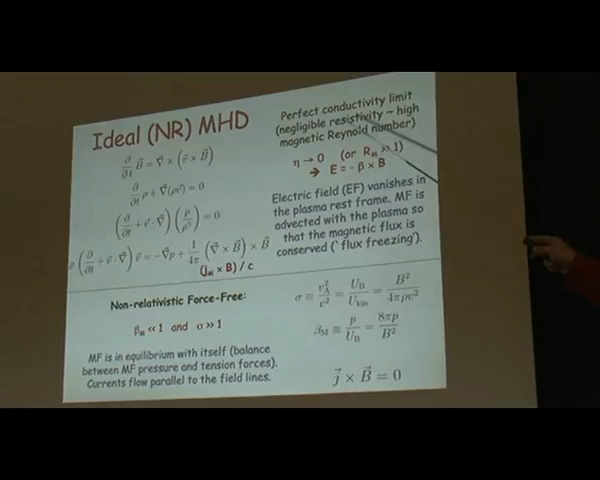 Ideal (NR) MHD
∂/∂t B⃗ = ∇⃗ × (v⃗ × B⃗)
∂/∂t ρ + ∇⃗(ρv⃗) = 0
(∂/∂t + v⃗ · ∇⃗) (p/ρ^γ) = 0
ρ (∂/∂t + v⃗ · ∇⃗) v⃗ = −∇⃗p + 1/4π (∇⃗ × B⃗) × B⃗
(j_M × B) / c
Perfect conductivity limit
(negligible resistivity ~ high
magnetic Reynold number)
η → 0 (or R_M >> 1)
→ E = - β × B
Electric field (EF) vanishes in
the plasma rest frame. MF is
advected with the plasma so
that the magnetic flux is
conserved (' flux freezing').
Non-relativistic Force-Free:
β_M << 1 and σ >> 1
MF is in equilibrium with itself (balance
between MF pressure and tension forces).
Currents flow parallel to the field lines.
σ ≡ v_A²/v² = U_B/U_kin = B²/4πρv²
β_M ≡ p/U_B = 8πp/B²
j⃗ × B⃗ = 0